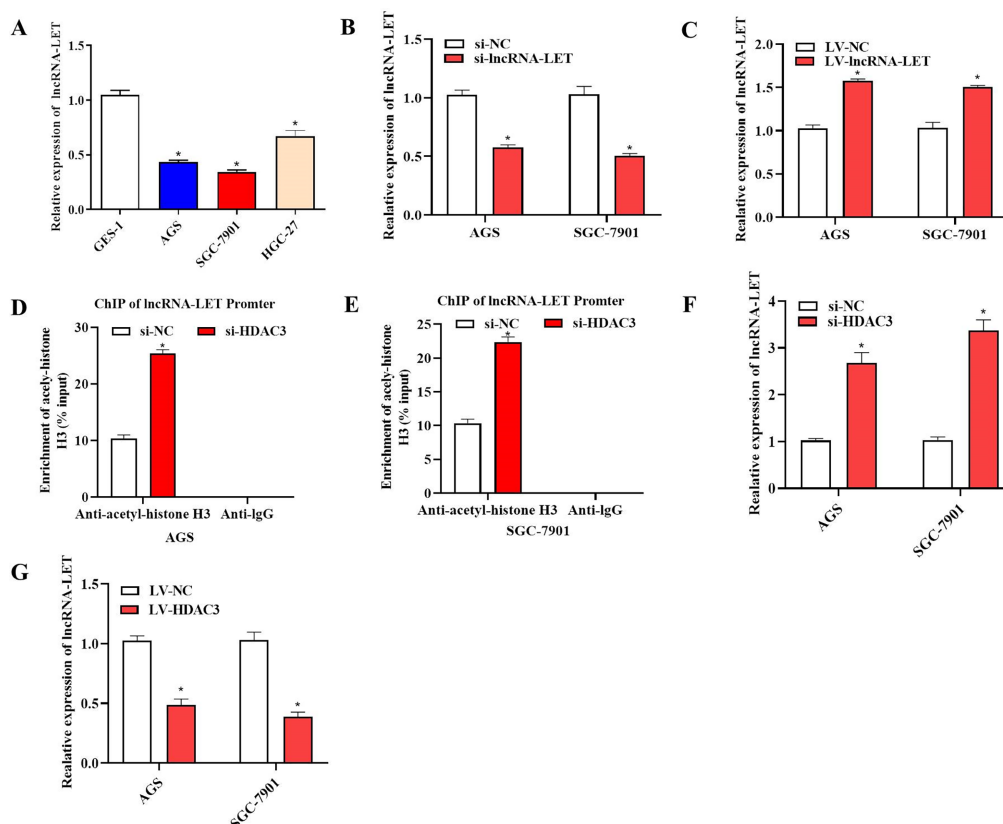 A
Relative expression of lncRNA-LET
1.5
1.0
0.5
0.0
*
*
*
GES-1
AGS
SGC-7901
HGC-27
B
Realative expression of lncRNA-LET
1.5
1.0
0.5
0.0
si-NC
si-lncRNA-LET
*
*
AGS
SGC-7901
C
Realative expression of lncRNA-LET
2.0
1.5
1.0
0.5
0.0
LV-NC
LV-lncRNA-LET
*
*
AGS
SGC-7901
D
ChIP of lncRNA-LET Promter
Enrichment of acely-histone
H3 (% input)
30
20
10
0
si-NC
si-HDAC3
*
Anti-acetyl-histone H3
Anti-lgG
AGS
E
ChIP of lncRNA-LET Promter
Enrichment of acely-histone
H3 (% input)
25
20
15
10
5
0
si-NC
si-HDAC3
*
Anti-acetyl-histone H3
Anti-lgG
SGC-7901
F
Realative expression of lncRNA-LET
4
3
2
1
0
si-NC
si-HDAC3
*
*
AGS
SGC-7901
G
Realative expression of lncRNA-LET
1.5
1.0
0.5
0.0
LV-NC
LV-HDAC3
*
*
AGS
SGC-7901